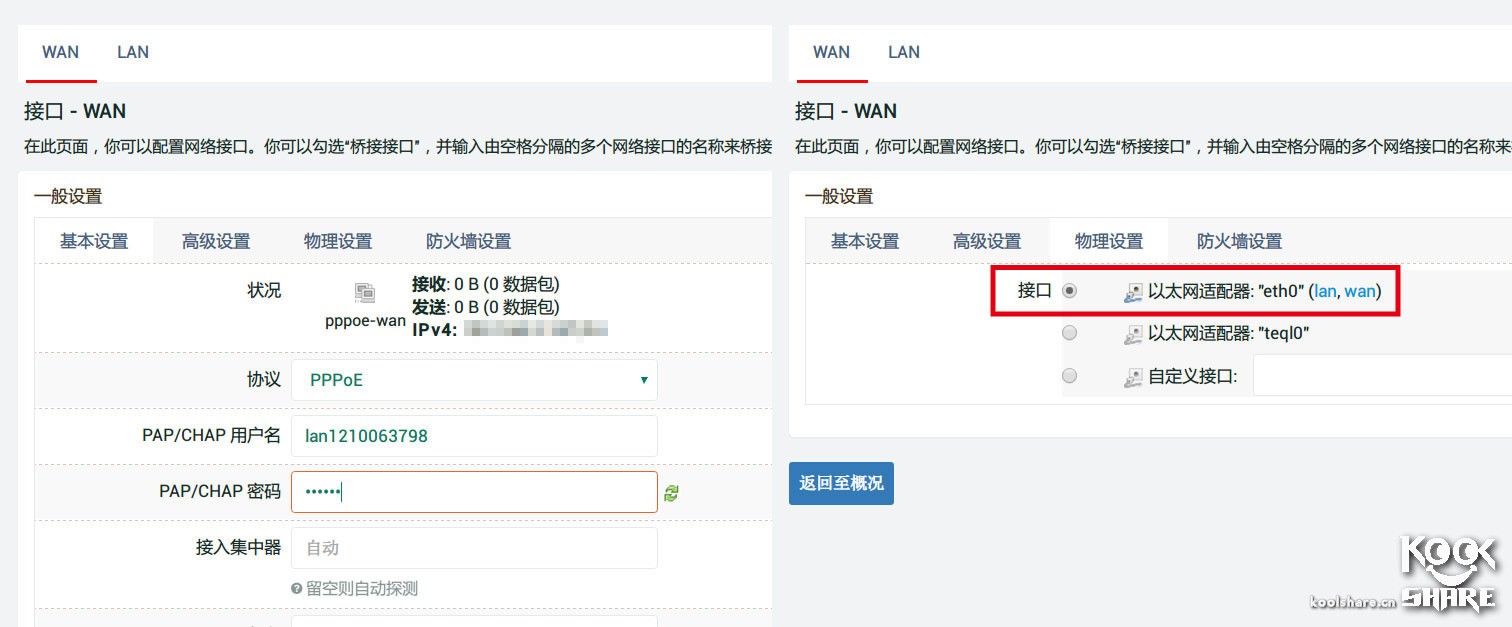 WAN LAN
接口 - WAN
在此页面，你可以配置网络接口。你可以勾选“桥接接口”，并输入由空格分隔的多个网络接口的名称来桥接
一般设置
基本设置 高级设置 物理设置 防火墙设置
状况
pppoe-wan
接收: 0 B (0 数据包)
发送: 0 B (0 数据包)
IPv4:
协议 PPPoE
PAP/CHAP 用户名 lan1210063798
PAP/CHAP 密码 ••••••
接入集中器 自动
留空则自动探测
WAN LAN
接口 - WAN
在此页面，你可以配置网络接口。你可以勾选“桥接接口”，并输入由空格分隔的多个网络接口的名称来
一般设置
基本设置 高级设置 物理设置 防火墙设置
接口 以太网适配器: "eth0" (lan, wan)
以太网适配器: "teql0"
自定义接口:
返回至概况
koolshare.cn
KOOL
SHARE